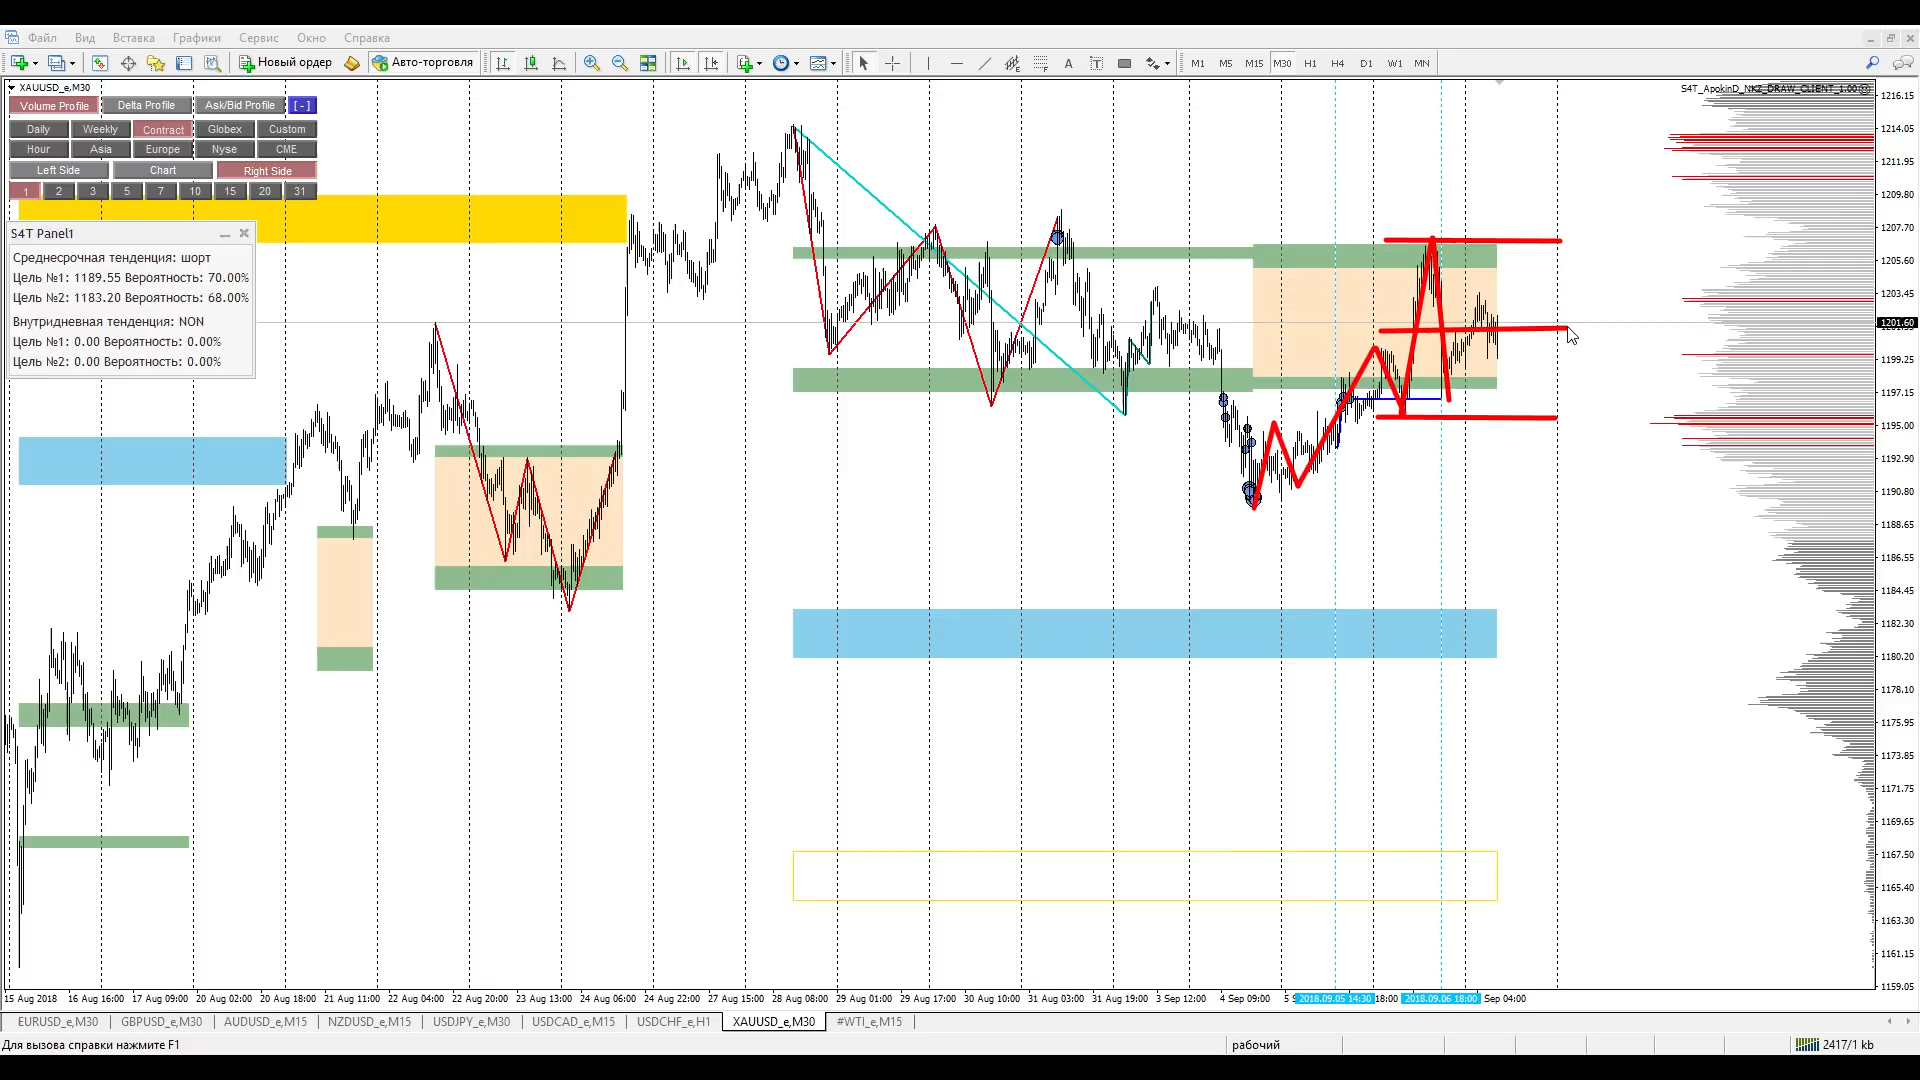 Файл Вид Вставка Графики Сервис Окно Справка
Новый ордер Авто-торговля A T M1 M5 M15 M30 H1 H4 D1 W1 MN
XAUUSD_e,M30
S4T_ApokinD_NKZ_DRAW_CLIENT_1.00
Volume Profile Delta Profile Ask/Bid Profile [-]
Daily Weekly Contract Globex Custom
Hour Asia Europe Nyse CME
Left Side Chart Right Side
1 2 3 5 7 10 15 20 31
S4T Panel1
Среднесрочная тенденция: шорт
Цель №1: 1189.55 Вероятность: 70.00%
Цель №2: 1183.20 Вероятность: 68.00%
Внутридневная тенденция: NON
Цель №1: 0.00 Вероятность: 0.00%
Цель №2: 0.00 Вероятность: 0.00%
1216.15
1214.05
1211.95
1209.80
1207.70
1205.60
1203.45
1201.60
1199.25
1197.15
1195.00
1192.90
1190.80
1188.65
1186.55
1184.45
1182.30
1180.20
1178.10
1175.95
1173.85
1171.75
1169.65
1167.50
1165.40
1163.30
1161.15
1159.05
15 Aug 2018 16 Aug 16:00 17 Aug 09:00 20 Aug 02:00 20 Aug 18:00 21 Aug 11:00 22 Aug 04:00 22 Aug 20:00 23 Aug 13:00 24 Aug 06:00 24 Aug 22:00 27 Aug 15:00 28 Aug 08:00 29 Aug 01:00 29 Aug 17:00 30 Aug 10:00 31 Aug 03:00 31 Aug 19:00 3 Sep 12:00 4 Sep 09:00 2018.09.05 14:30 18:00 2018.09.06 18:00 Sep 04:00
EURUSD_e,M30 GBPUSD_e,M30 AUDUSD_e,M15 NZDUSD_e,M15 USDJPY_e,M30 USDCAD_e,M15 USDCHF_e,H1 XAUUSD_e,M30 #WTI_e,M15
Для вызова справки нажмите F1
рабочий
2417/1 kb